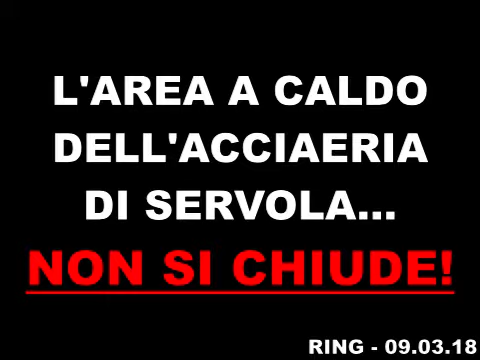 L'AREA A CALDO
DELL'ACCIAERIA
DI SERVOLA...
NON SI CHIUDE!
RING - 09.03.18